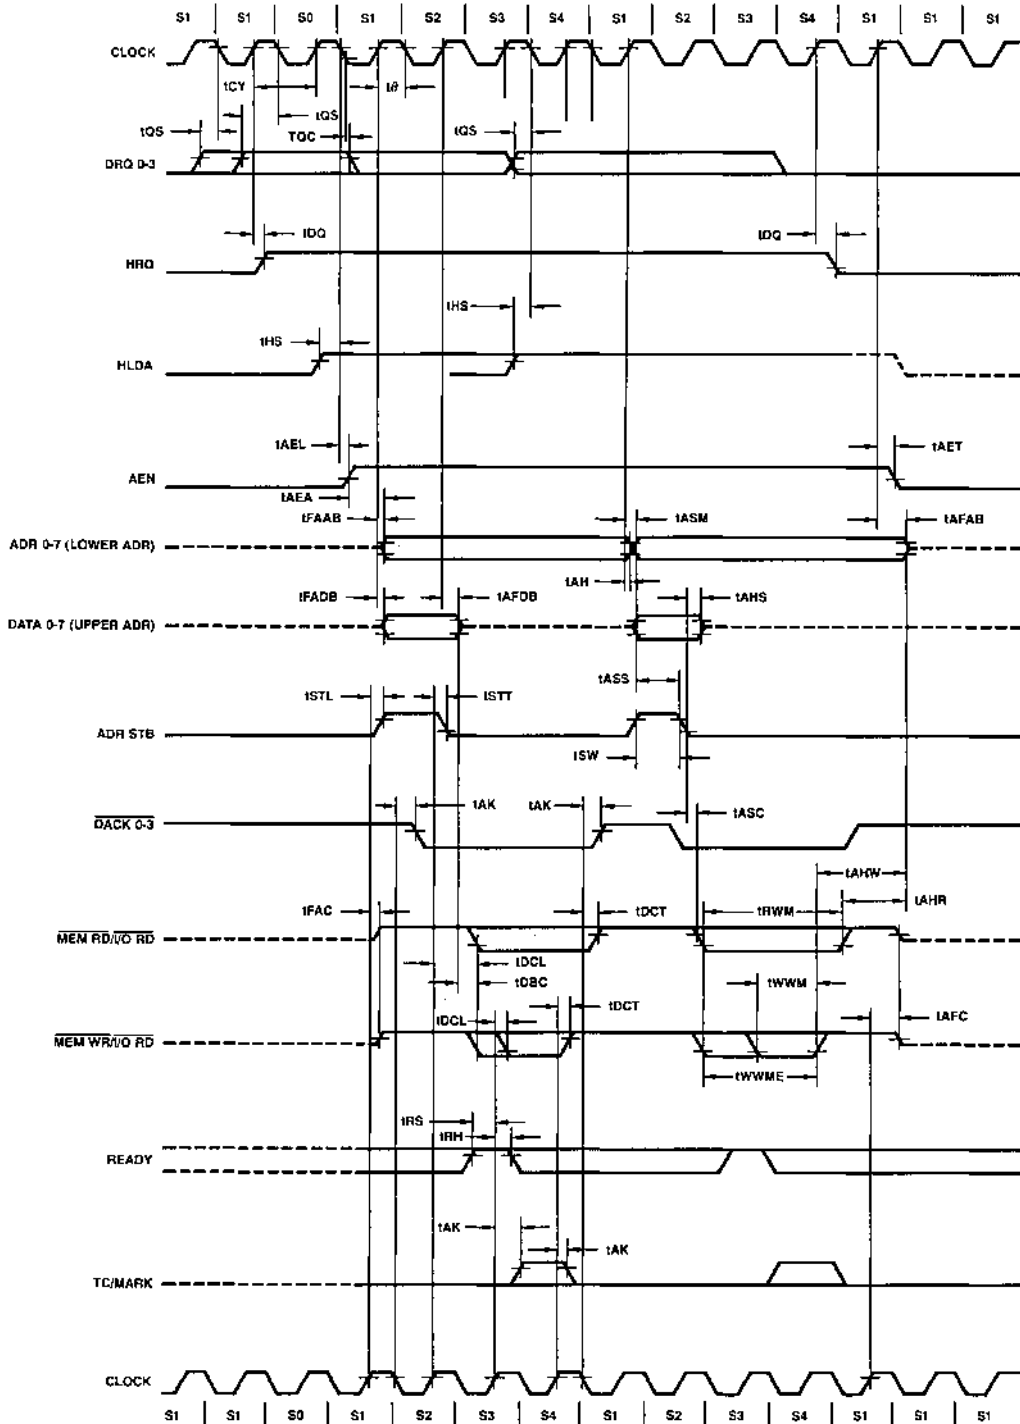 S1 S1 S0 S1 S2 S3 S4 S1 S2 S3 S4 S1 S1 S1
CLOCK
tCY tθ
tQS
tQS TQC tQS
DRQ 0-3
tDQ tDQ
HRQ
tHS
tHS
HLDA
tAEL tAET
AEN
tAEA
tFAAB tASM tAFAB
ADR 0-7 (LOWER ADR)
tAH
tFADB tAFDB tAHS
DATA 0-7 (UPPER ADR)
tASS
tSTL tSTT
ADR STB
tSW
tAK tAK tASC
DACK 0-3
tAHW
tAHR
tFAC tDCT tRWM
MEM RD/I/O RD
tDCL
tDBC tWWM
tDCL tDCT tAFC
MEM WR/I/O RD
tWWME
tRS
tRH
READY
tAK
tAK
TC/MARK
CLOCK
S1 S1 S0 S1 S2 S3 S4 S1 S2 S3 S4 S1 S1 S1